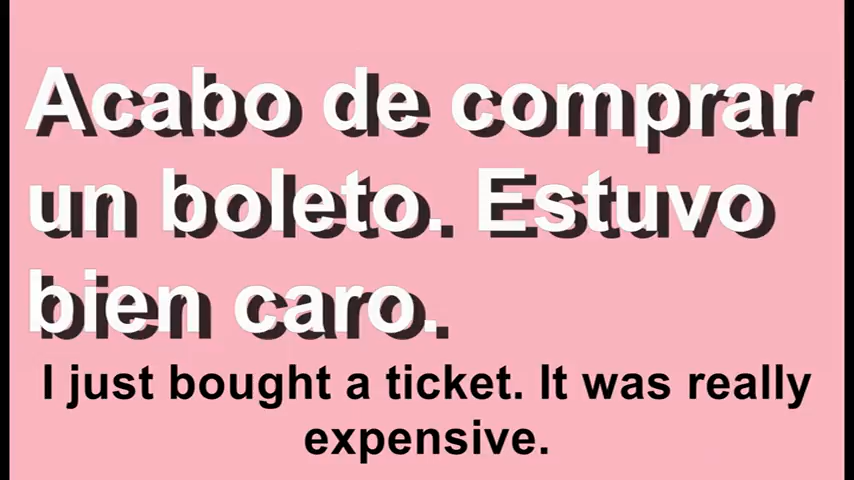 Acabo de comprar
un boleto. Estuvo
bien caro.
I just bought a ticket. It was really
expensive.